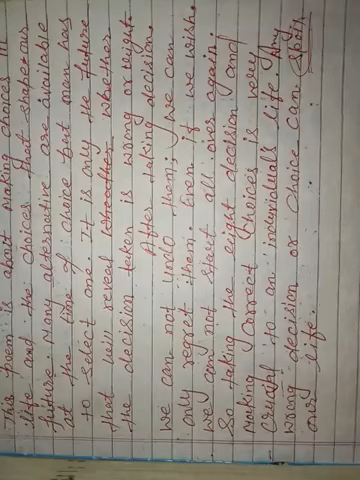 This poem is about making choices in
life and the choices that shape our
future. Many alternative are available
at the time of choice but man has
to select one. It is only the future
that will reveal whether
the decision taken is wrong or right.
After taking decision
we can not undo them; we can
only regret them. Even if we wish.
we can not start all over again.
So taking the right decision and
making correct choices is very
crucial to an individuals life. Any
wrong decision or choice can spoil
our life.